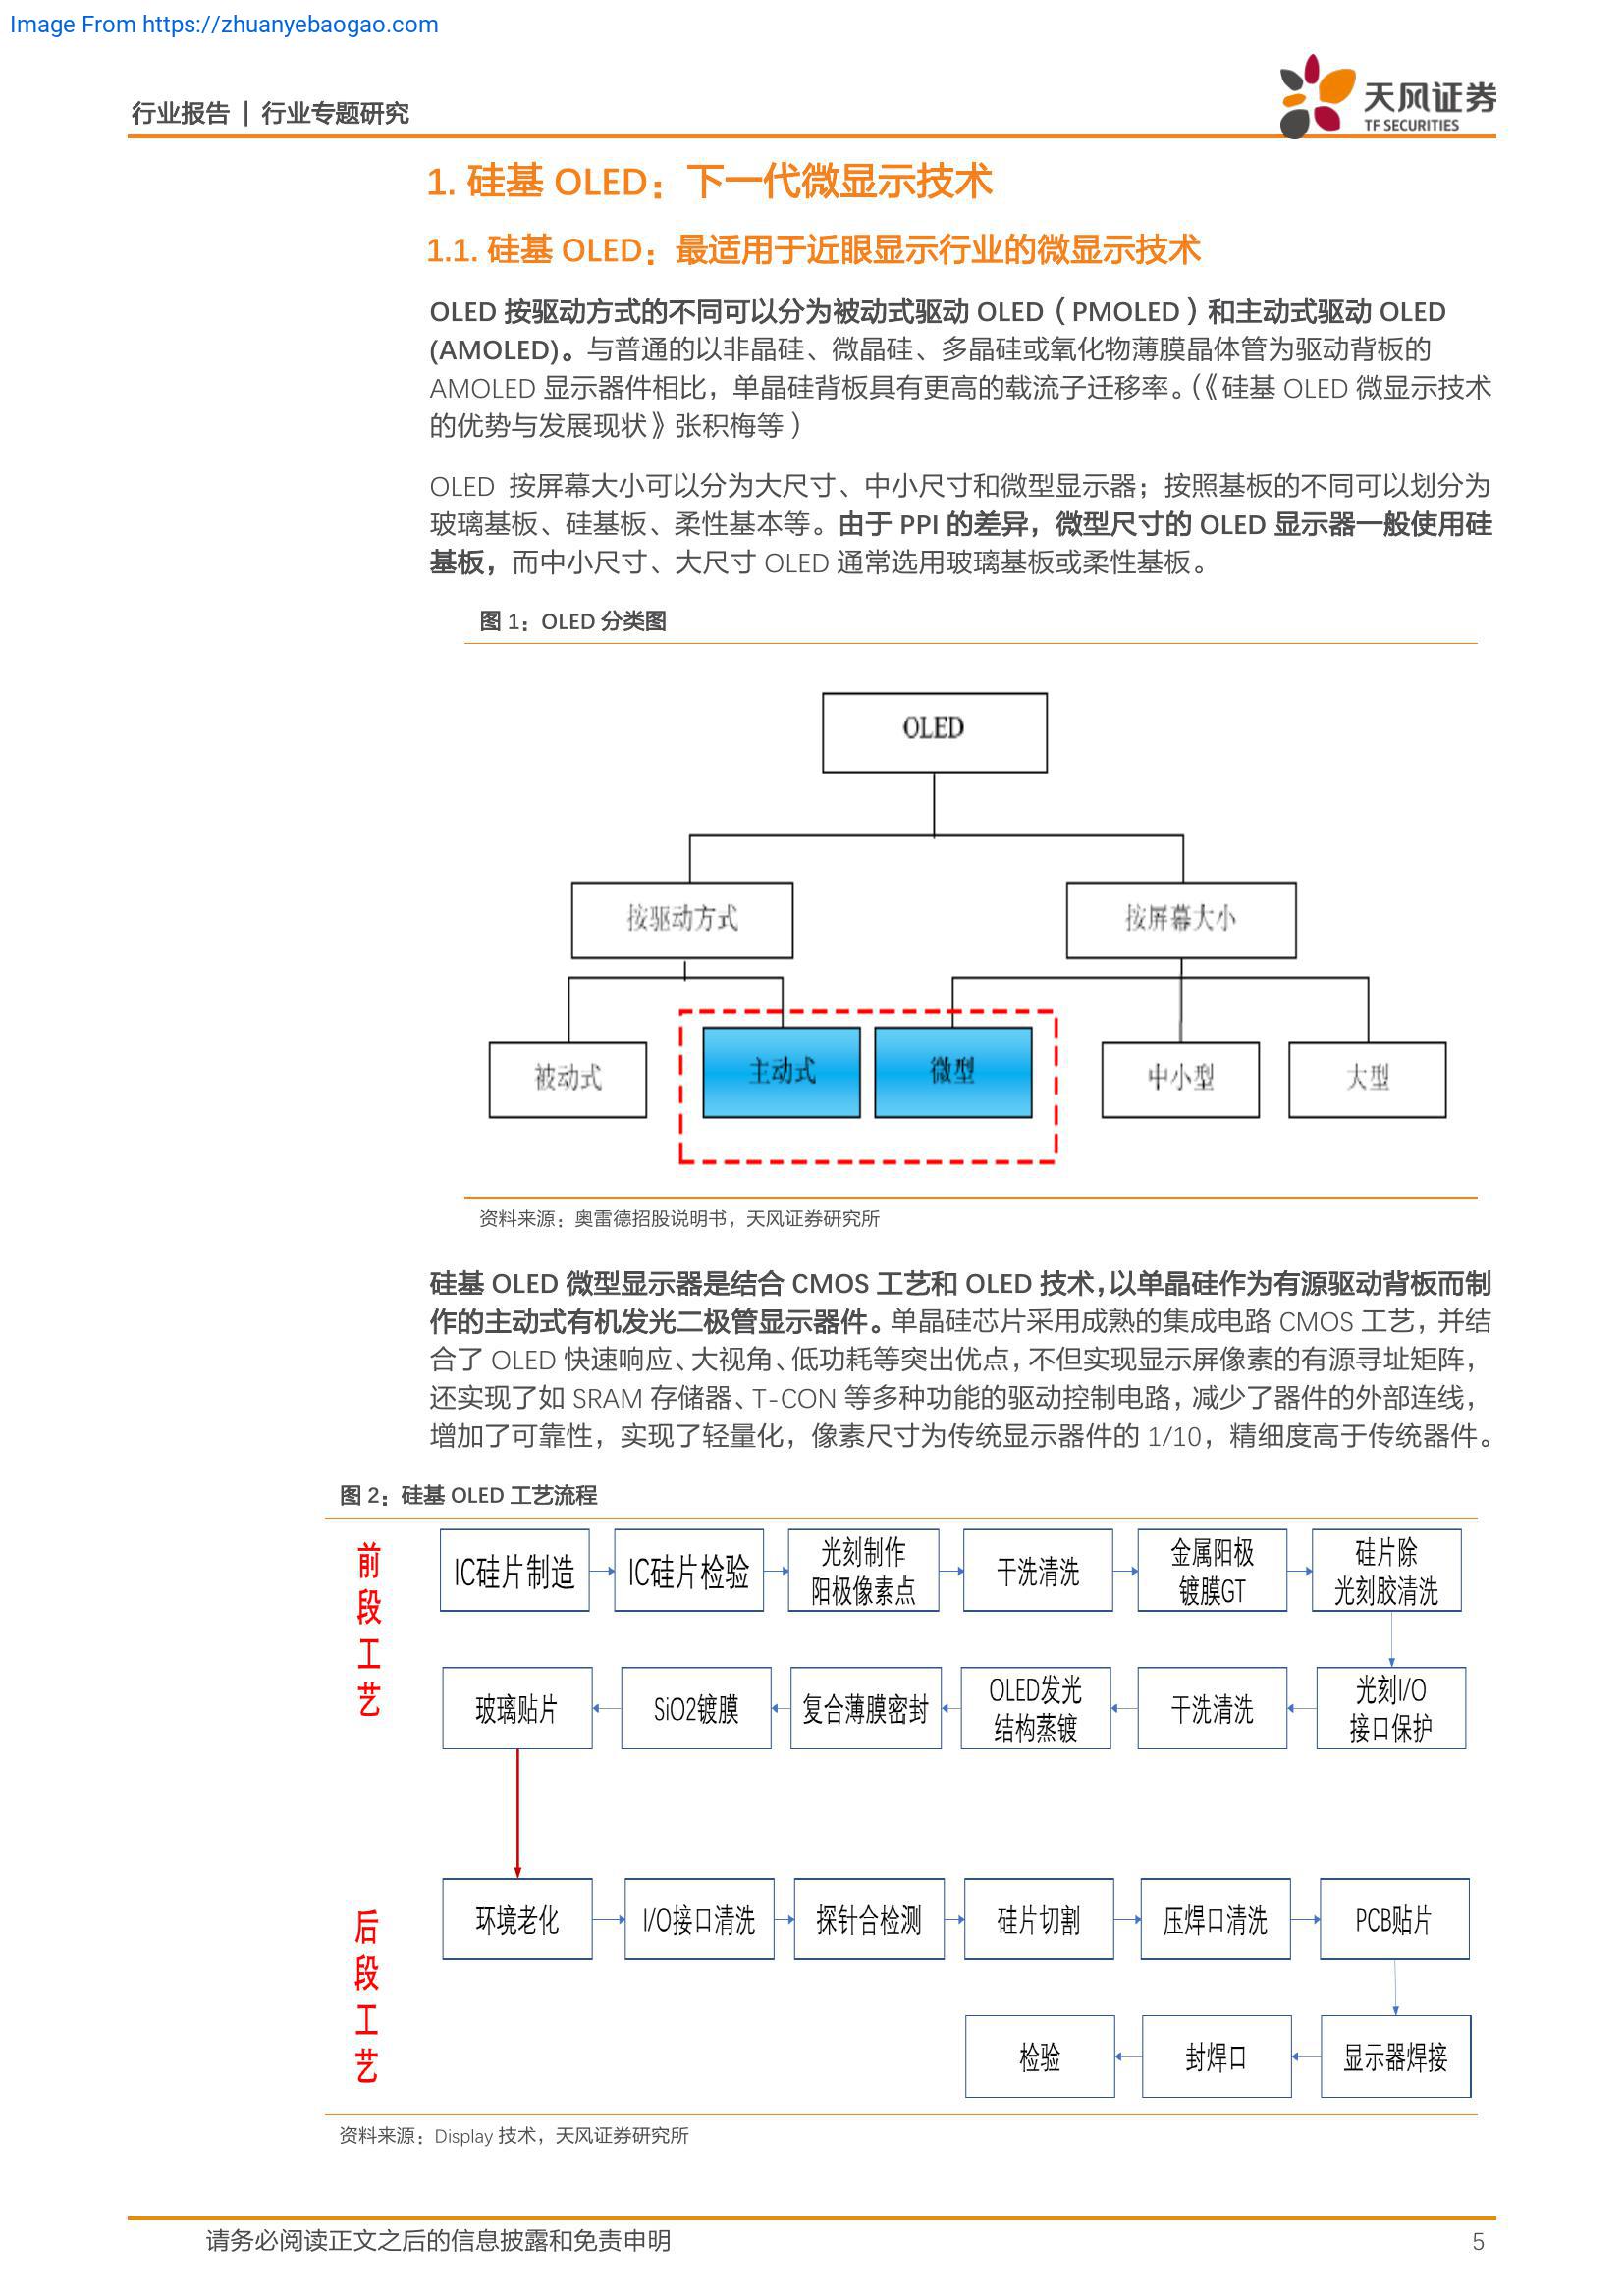 Image From https://zhuanyebaogao.com
行业报告 | 行业专题研究
天风证券
TF SECURITIES
1. 硅基 OLED：下一代微显示技术
1.1. 硅基 OLED：最适用于近眼显示行业的微显示技术
OLED 按驱动方式的不同可以分为被动式驱动 OLED（PMOLED）和主动式驱动 OLED
(AMOLED)。与普通的以非晶硅、微晶硅、多晶硅或氧化物薄膜晶体管为驱动背板的
AMOLED 显示器件相比，单晶硅背板具有更高的载流子迁移率。（《硅基 OLED 微显示技术
的优势与发展现状》张积梅等）
OLED 按屏幕大小可以分为大尺寸、中小尺寸和微型显示器；按照基板的不同可以划分为
玻璃基板、硅基板、柔性基本等。由于 PPI 的差异，微型尺寸的 OLED 显示器一般使用硅
基板，而中小尺寸、大尺寸 OLED 通常选用玻璃基板或柔性基板。
图 1：OLED 分类图
OLED
按驱动方式
按屏幕大小
被动式
主动式
微型
中小型
大型
资料来源：奥雷德招股说明书，天风证券研究所
硅基 OLED 微型显示器是结合 CMOS 工艺和 OLED 技术，以单晶硅作为有源驱动背板而制
作的主动式有机发光二极管显示器件。单晶硅芯片采用成熟的集成电路 CMOS 工艺，并结
合了 OLED 快速响应、大视角、低功耗等突出优点，不但实现显示屏像素的有源寻址矩阵，
还实现了如 SRAM 存储器、T-CON 等多种功能的驱动控制电路，减少了器件的外部连线，
增加了可靠性，实现了轻量化，像素尺寸为传统显示器件的 1/10，精细度高于传统器件。
图 2：硅基 OLED 工艺流程
前段工艺
IC硅片制造
IC硅片检验
光刻制作
阳极像素点
干洗清洗
金属阳极
镀膜GT
硅片除
光刻胶清洗
玻璃贴片
SiO2镀膜
复合薄膜密封
OLED发光
结构蒸镀
干洗清洗
光刻I/O
接口保护
后段工艺
环境老化
I/O接口清洗
探针合检测
硅片切割
压焊口清洗
PCB贴片
检验
封焊口
显示器焊接
资料来源：Display 技术，天风证券研究所
请务必阅读正文之后的信息披露和免责申明
5